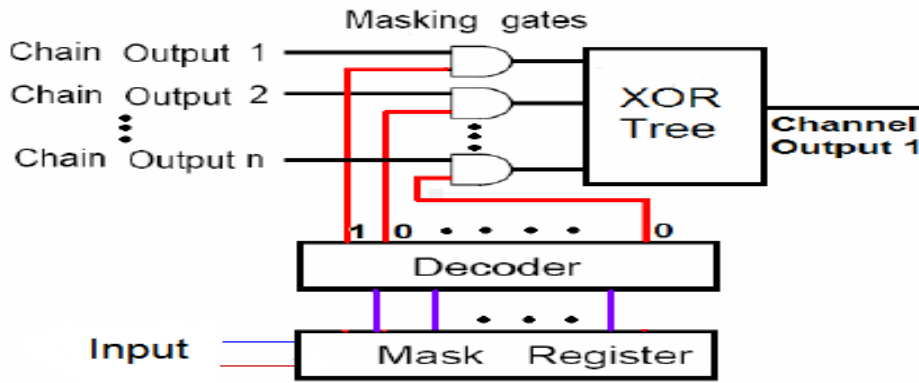 Masking gates
Chain Output 1
Chain Output 2
Chain Output n
XOR
Tree
Channel
Output 1
1 0 0
Decoder
Input
Mask Register